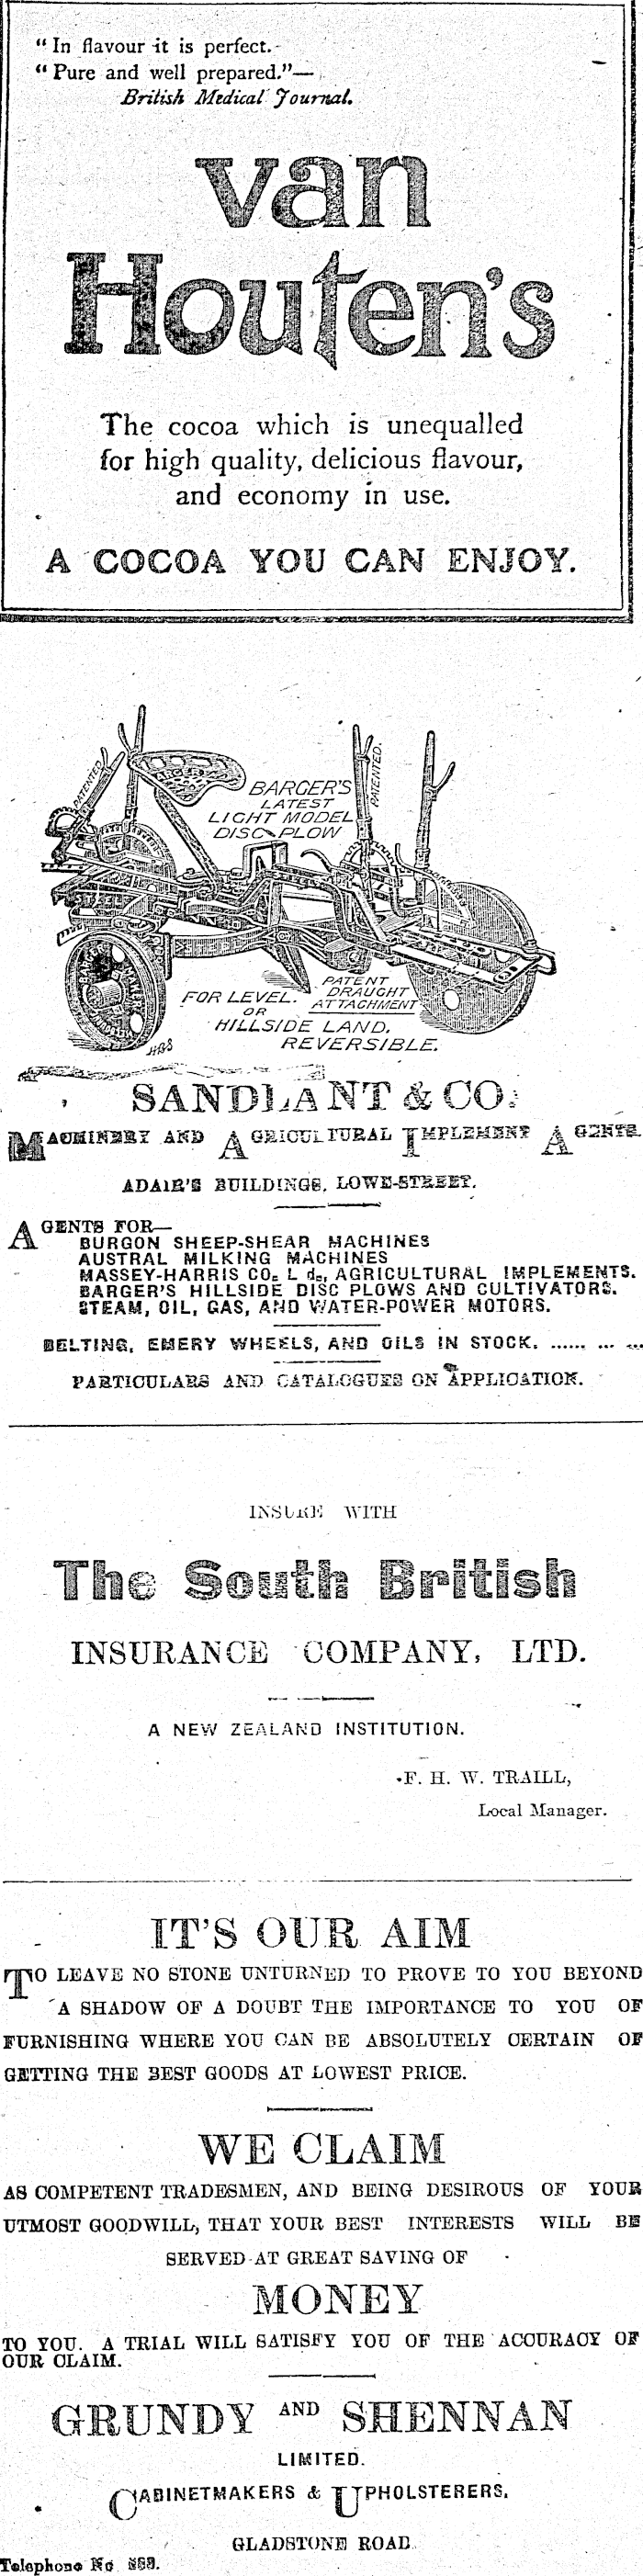 "In flavour it is perfect.
"Pure and well prepared."—
British Medical Journal.
van
Houten's
The cocoa which is unequalled
for high quality, delicious flavour,
and economy in use.
A COCOA YOU CAN ENJOY.
PATENTED.
PATENTED.
BARGER'S
LATEST
LIGHT MODEL
DISC PLOW
FOR LEVEL.
OR
HILLSIDE LAND.
REVERSIBLE.
PATENT
DRAUGHT
ATTACHMENT
SANDLANT & CO.
MACHINERY AND AGRICULTURAL IMPLEMENT AGENTS.
ADAIR'S BUILDINGS, LOWE-STREET.
AGENTS FOR—
BURGON SHEEP-SHEAR MACHINES
AUSTRAL MILKING MACHINES
MASSEY-HARRIS CO. L d., AGRICULTURAL IMPLEMENTS.
BARGER'S HILLSIDE DISC PLOWS AND CULTIVATORS.
STEAM, OIL, GAS, AND WATER-POWER MOTORS.
BELTING, EMERY WHEELS, AND OILS IN STOCK. ...... ... ...
PARTICULARS AND CATALOGUES ON APPLICATION.
INSURE WITH
The South British
INSURANCE COMPANY, LTD.
A NEW ZEALAND INSTITUTION.
F. H. W. TRAILL,
Local Manager.
IT'S OUR AIM
TO LEAVE NO STONE UNTURNED TO PROVE TO YOU BEYOND
A SHADOW OF A DOUBT THE IMPORTANCE TO YOU OF
FURNISHING WHERE YOU CAN BE ABSOLUTELY CERTAIN OF
GETTING THE BEST GOODS AT LOWEST PRICE.
WE CLAIM
AS COMPETENT TRADESMEN, AND BEING DESIROUS OF YOUR
UTMOST GOODWILL, THAT YOUR BEST INTERESTS WILL BE
SERVED AT GREAT SAVING OF
MONEY
TO YOU. A TRIAL WILL SATISFY YOU OF THE ACCURACY OF
OUR CLAIM.
GRUNDY AND SHENNAN
LIMITED.
CABINETMAKERS & UPHOLSTERERS,
GLADSTONE ROAD.
Telephone No